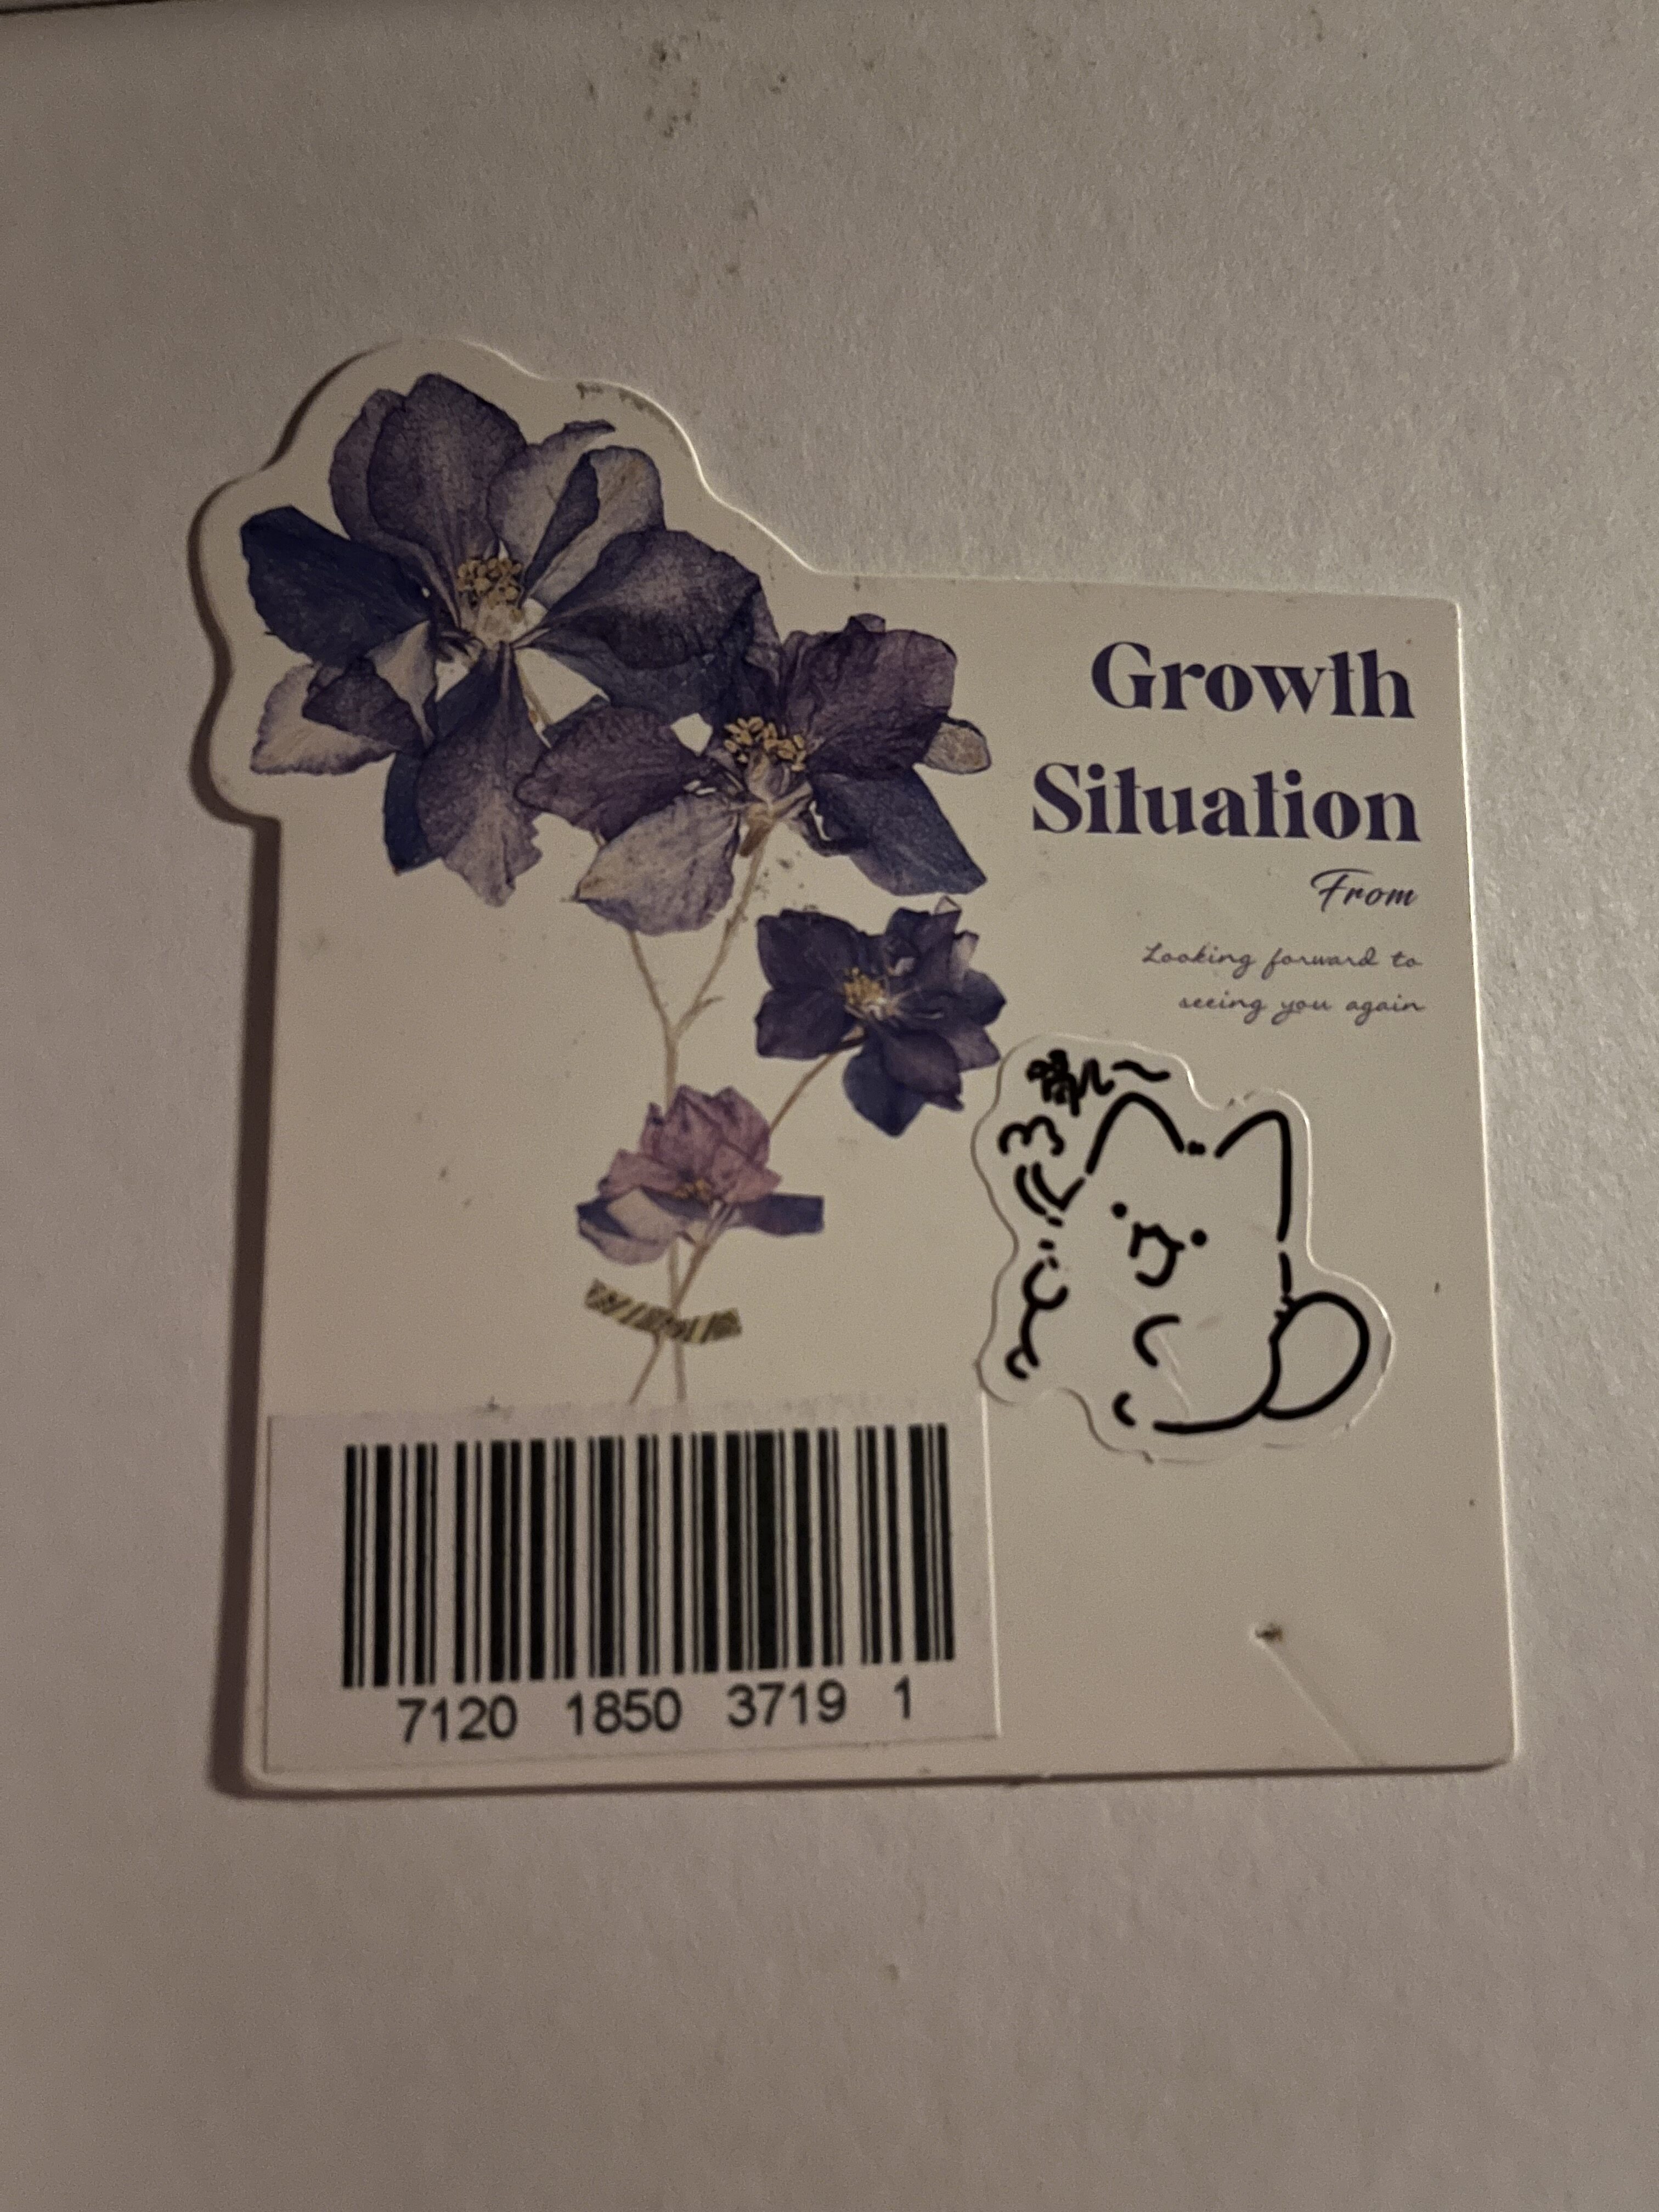 Growth
Situation
From
Looking forward to
seeing you again
7120 1850 3719 1